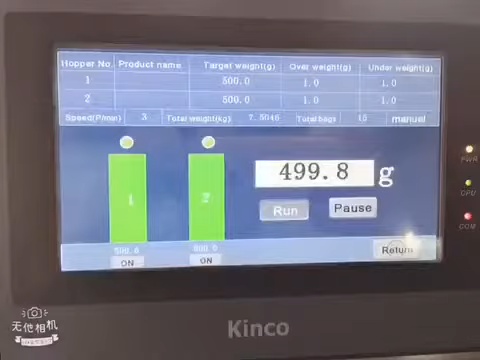 Hopper No. Product name Target weight(g) Over weight(g) Under weight(g)
1 500.0 1.0 1.0
2 500.0 1.0 1.0
Speed(P/min) 3 Total weight(kg) 7.5046 Total bags 15 manual
1 2
499.8 g
Run Pause
ON ON
Return
PWR
CPU
COM
无他相机
Kinco